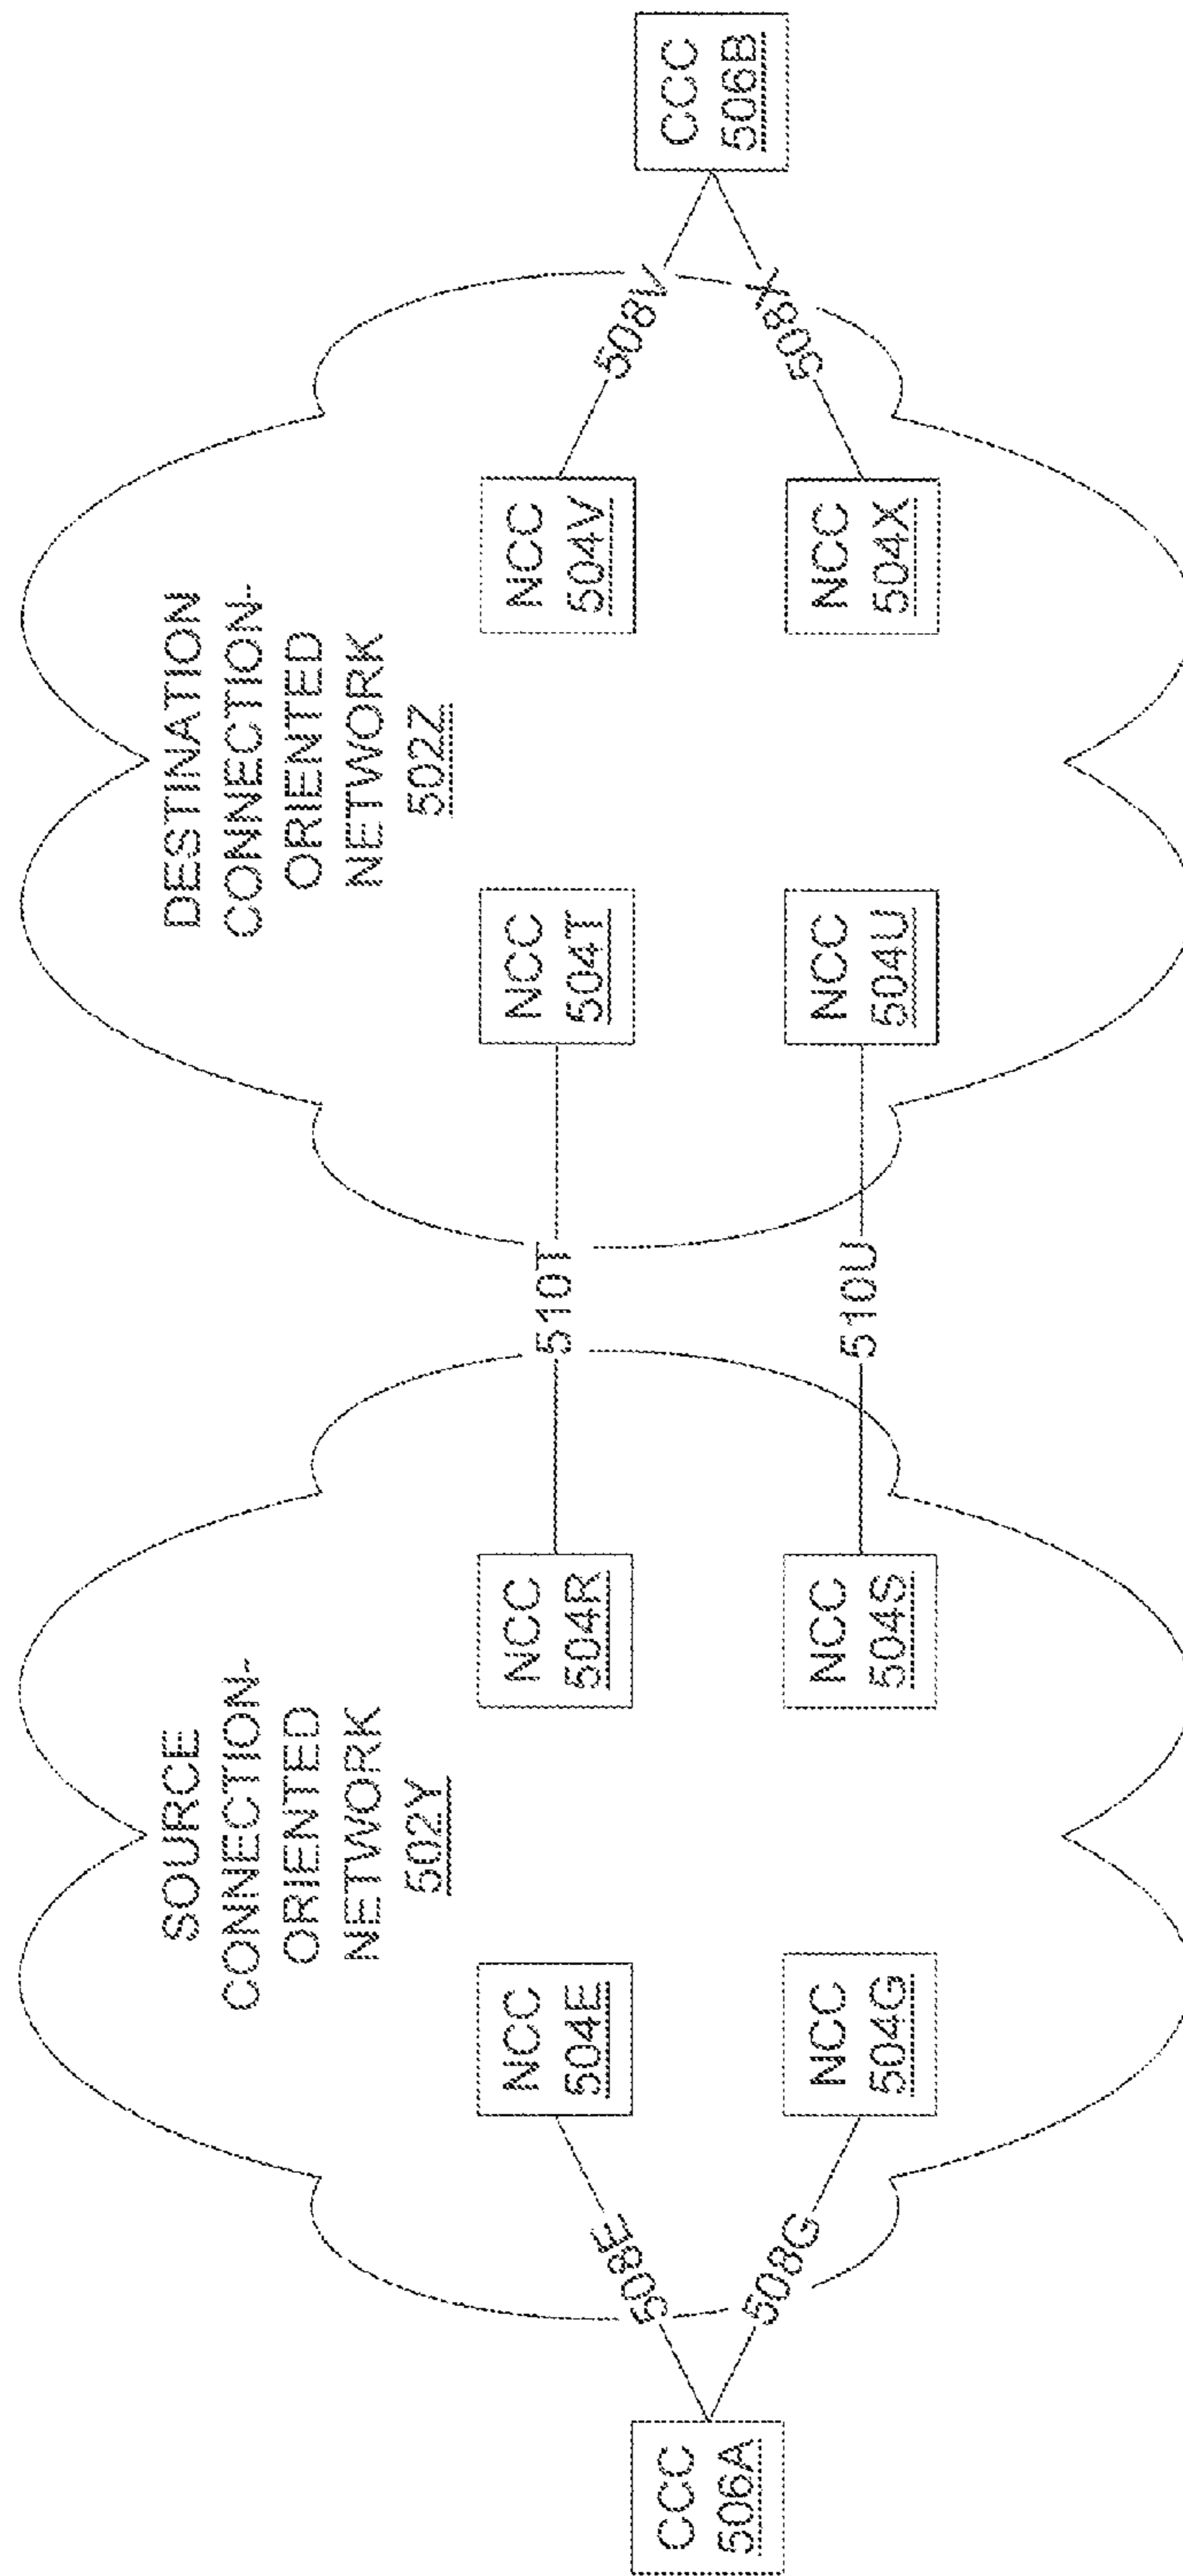 SOURCE
CONNECTION-
ORIENTED
NETWORK
502Y
DESTINATION
CONNECTION-
ORIENTED
NETWORK
502Z
CCC
506A
508E
508G
NCC
504E
NCC
504G
NCC
504R
NCC
504S
510T
510U
NCC
504T
NCC
504U
NCC
504V
NCC
504X
508V
508X
CCC
506B